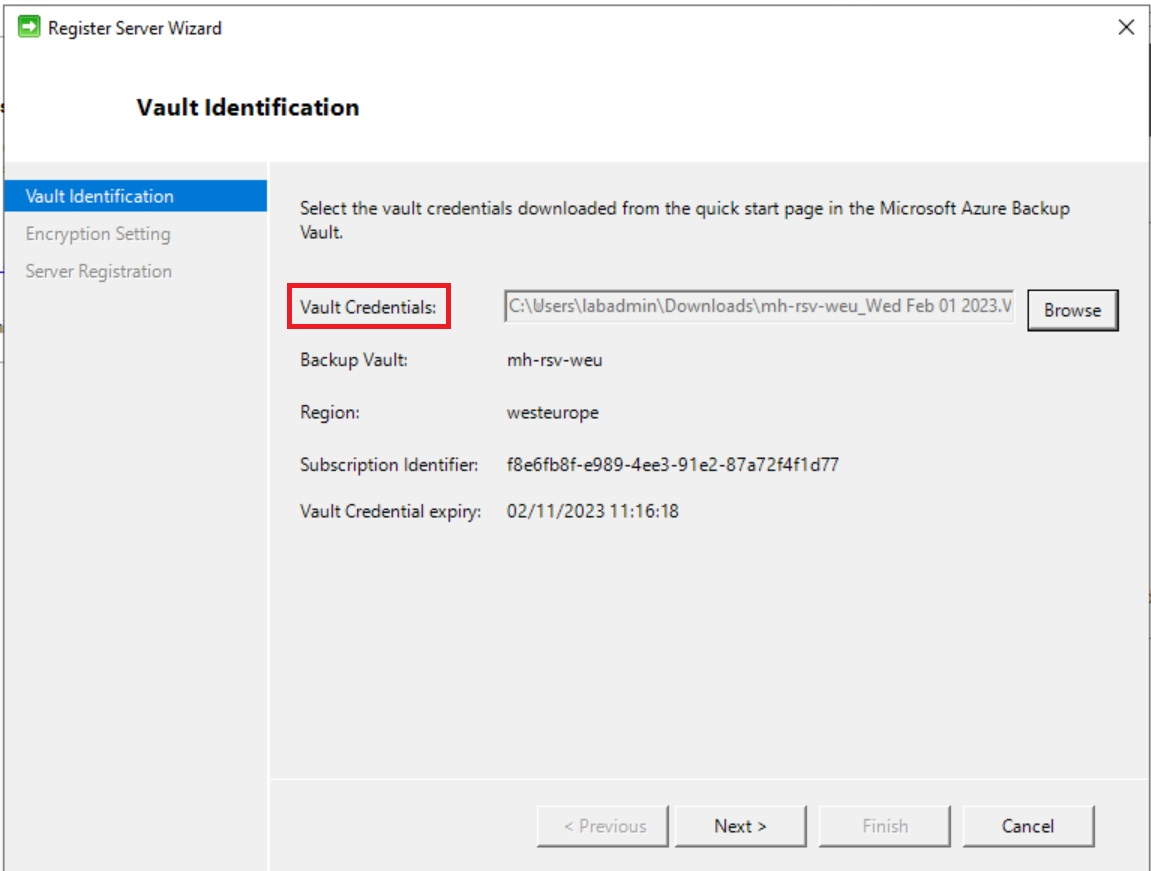 Register Server Wizard
Vault Identification
Vault Identification
Encryption Setting
Server Registration
Select the vault credentials downloaded from the quick start page in the Microsoft Azure Backup
Vault.
Vault Credentials:
C:\Users\labadmin\Downloads\mh-rsv-weu_Wed Feb 01 2023.V
Browse
Backup Vault: mh-rsv-weu
Region: westeurope
Subscription Identifier: f8e6fb8f-e989-4ee3-91e2-87a72f4f1d77
Vault Credential expiry: 02/11/2023 11:16:18
< Previous
Next >
Finish
Cancel